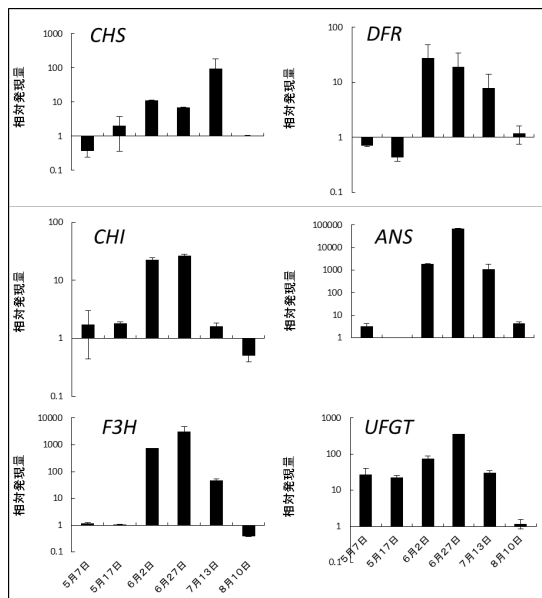 CHS
相対発現量
1000
100
10
1
0.1
DFR
相対発現量
100
10
1
0.1
CHI
相対発現量
100
10
1
0.1
ANS
相対発現量
100000
10000
1000
100
10
1
F3H
相対発現量
10000
1000
100
10
1
0.1
5月7日
5月17日
6月2日
6月27日
7月13日
8月10日
UFGT
相対発現量
1000
100
10
1
0.1
5月7日
5月17日
6月2日
6月27日
7月13日
8月10日